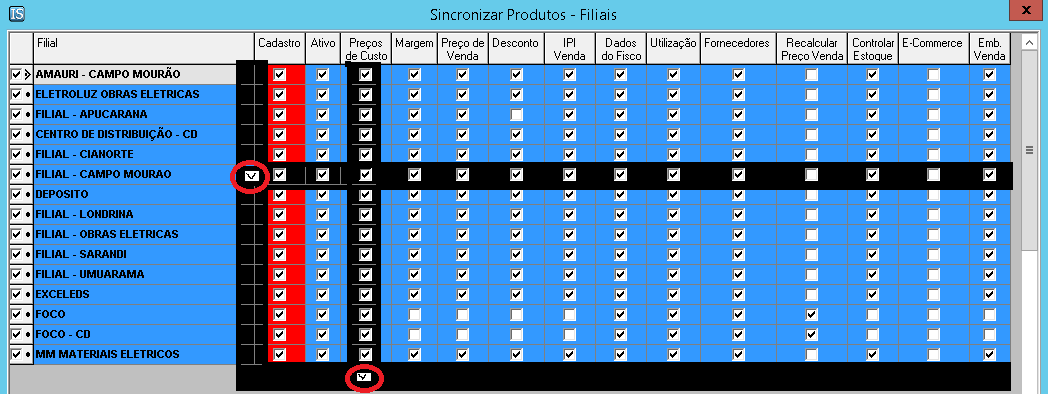 IS
Sincronizar Produtos - Filiais
x
Filial Cadastro Ativo Preços de Custo Margem Preço de Venda Desconto IPI Venda Dados do Fisco Utilização Fornecedores Recalcular Preço Venda Controlar Estoque E-Commerce Emb. Venda
AMAURI - CAMPO MOURÃO
ELETROLUZ OBRAS ELETRICAS
FILIAL - APUCARANA
CENTRO DE DISTRIBUIÇÃO - CD
FILIAL - CIANORTE
FILIAL - CAMPO MOURAO
DEPOSITO
FILIAL - LONDRINA
FILIAL - OBRAS ELETRICAS
FILIAL - SARANDI
FILIAL - UMUARAMA
EXCELEDS
FOCO
FOCO - CD
MM MATERIAIS ELETRICOS